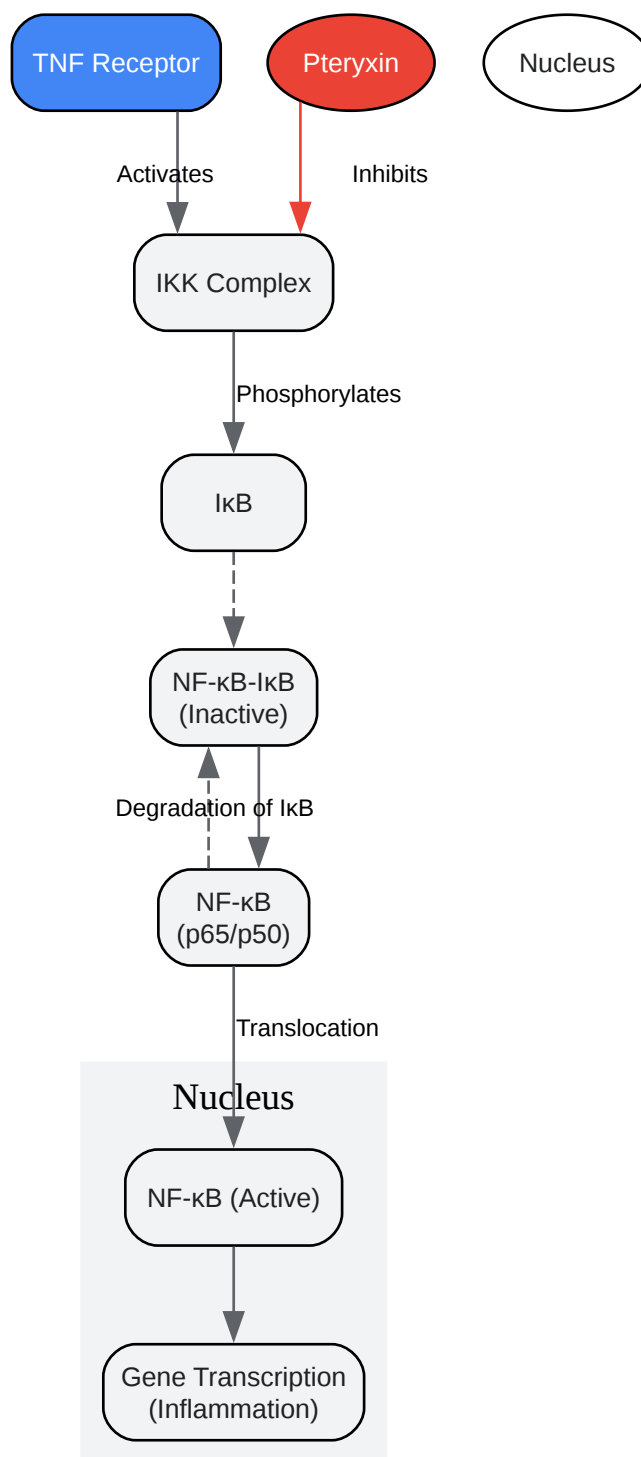 TNF Receptor
Pteryxin
Nucleus
Activates
Inhibits
IKK Complex
Phosphorylates
IκB
NF-κB-IκB
(Inactive)
Degradation of IκB
NF-κB
(p65/p50)
Translocation
Nucleus
NF-κB (Active)
Gene Transcription
(Inflammation)